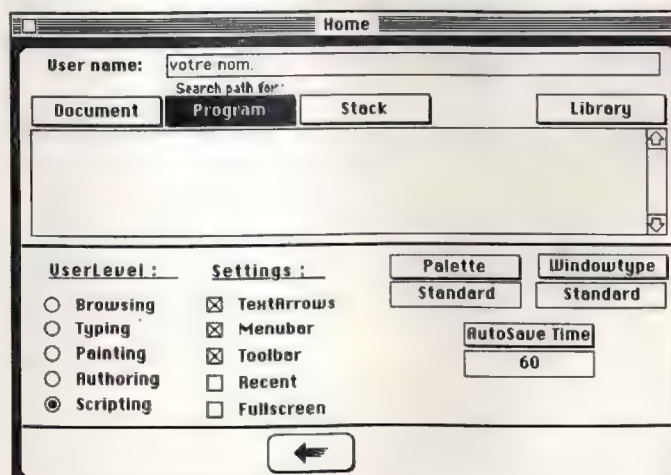 Home
User name: votre nom.
Search path for:
Document Program Stack Library
UserLevel : Settings : Palette Windowtype
Standard Standard
Browsing TextArrows
Typing Menubar
Painting Toolbar AutoSave Time
Authoring Recent 60
Scripting Fullscreen